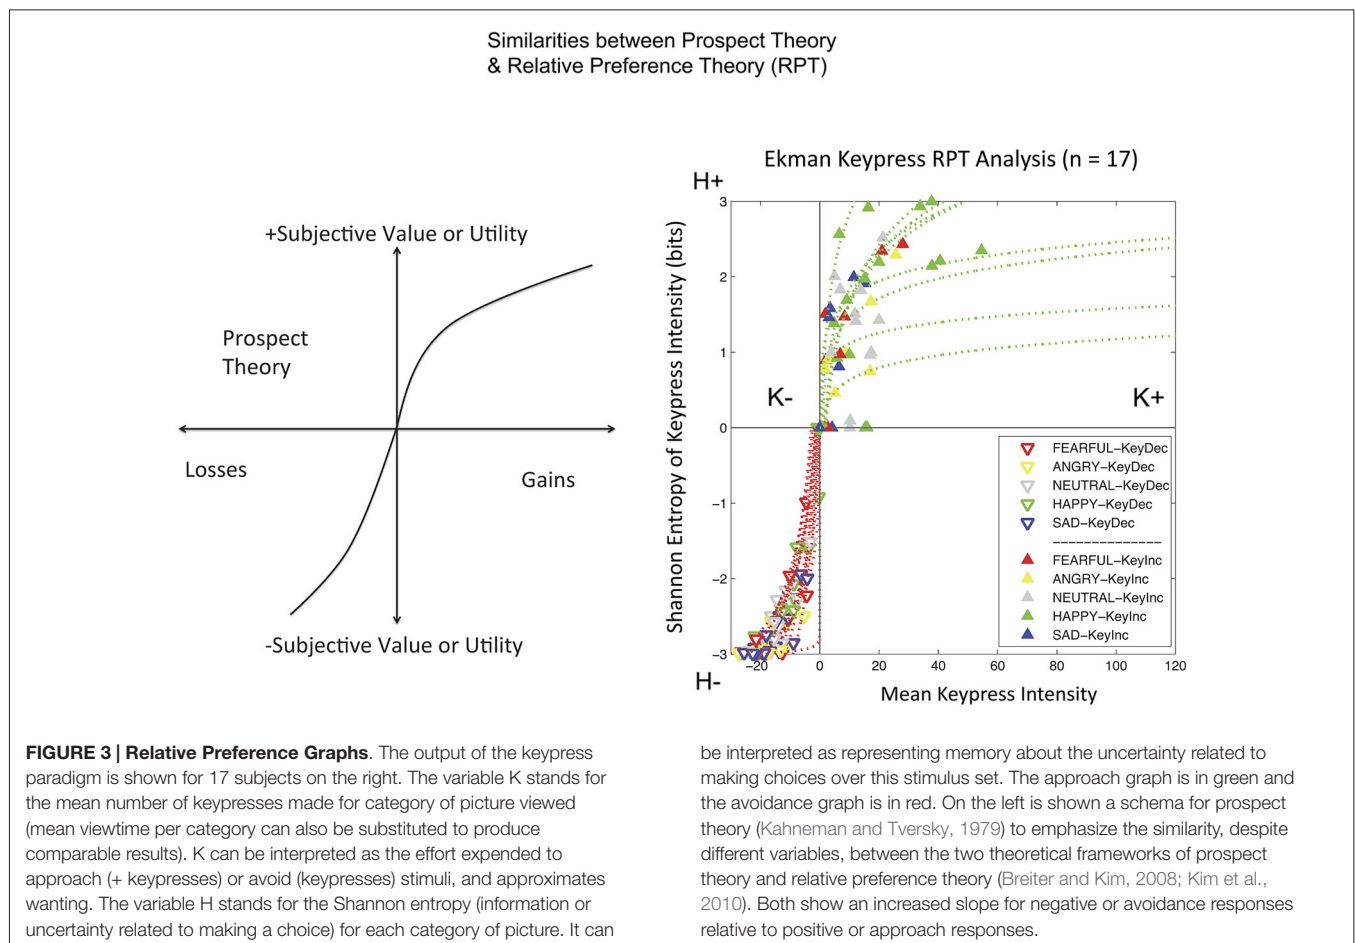 Similarities between Prospect Theory
& Relative Preference Theory (RPT)
+Subjective Value or Utility
Prospect
Theory
Losses
Gains
-Subjective Value or Utility
Ekman Keypress RPT Analysis (n = 17)
H+
Shannon Entropy of Keypress Intensity (bits)
3
2
1
0
−1
−2
−3
K-
K+
FEARFUL−KeyDec
ANGRY−KeyDec
NEUTRAL−KeyDec
HAPPY−KeyDec
SAD−KeyDec
−−−−−−−−−−−−−−
FEARFUL−KeyInc
ANGRY−KeyInc
NEUTRAL−KeyInc
HAPPY−KeyInc
SAD−KeyInc
−20 0 20 40 60 80 100 120
H-
Mean Keypress Intensity
FIGURE 3 | Relative Preference Graphs. The output of the keypress
paradigm is shown for 17 subjects on the right. The variable K stands for
the mean number of keypresses made for category of picture viewed
(mean viewtime per category can also be substituted to produce
comparable results). K can be interpreted as the effort expended to
approach (+ keypresses) or avoid (keypresses) stimuli, and approximates
wanting. The variable H stands for the Shannon entropy (information or
uncertainty related to making a choice) for each category of picture. It can
be interpreted as representing memory about the uncertainty related to
making choices over this stimulus set. The approach graph is in green and
the avoidance graph is in red. On the left is shown a schema for prospect
theory (Kahneman and Tversky, 1979) to emphasize the similarity, despite
different variables, between the two theoretical frameworks of prospect
theory and relative preference theory (Breiter and Kim, 2008; Kim et al.,
2010). Both show an increased slope for negative or avoidance responses
relative to positive or approach responses.